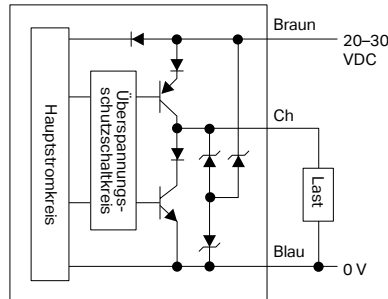 Braun
20–30
VDC
Hauptstromkreis
Überspannungs-
schutzschaltkreis
Ch
Last
Blau
0 V